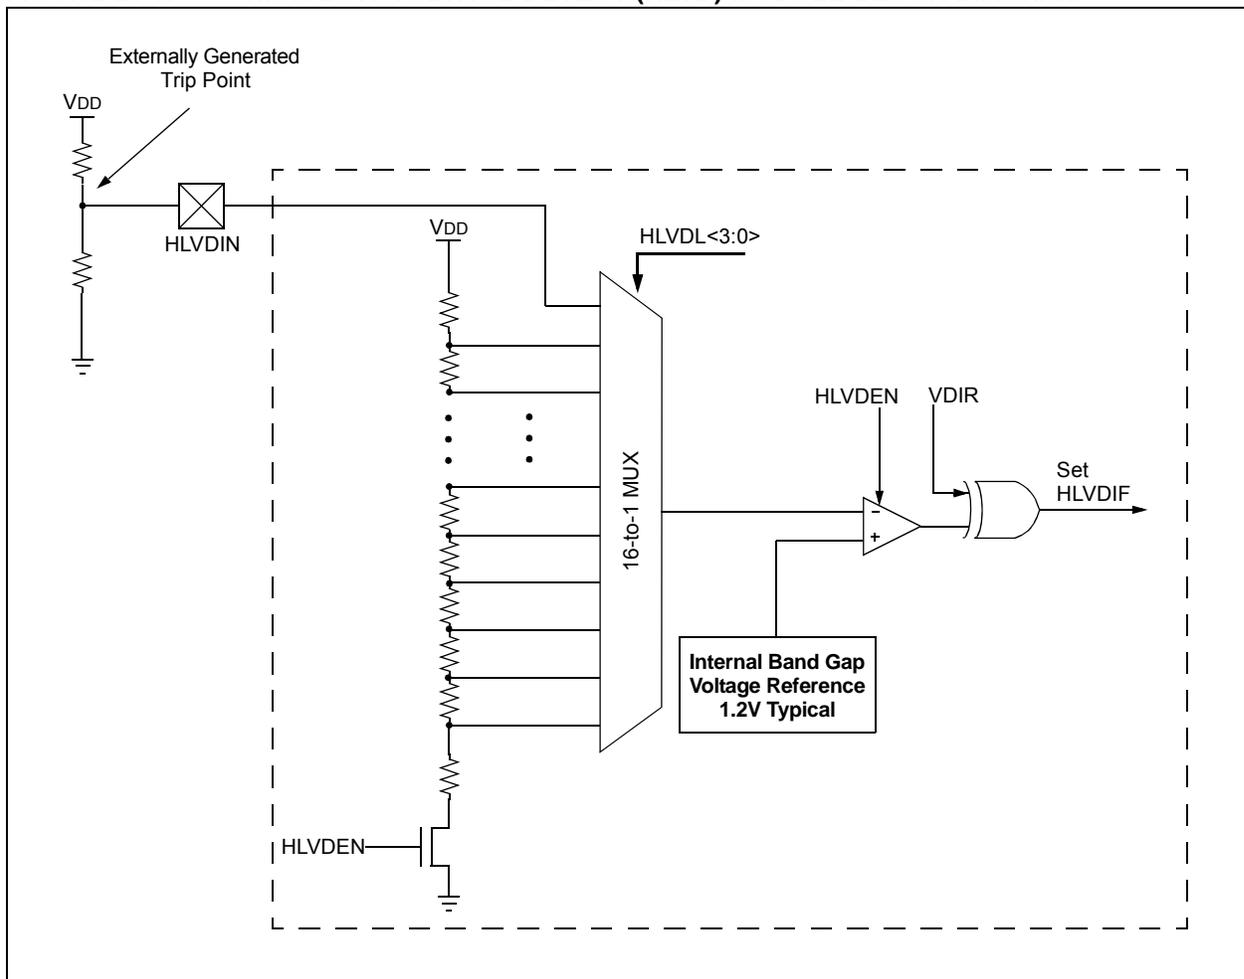 Externally Generated
Trip Point
VDD
HLVDIN
VDD
HLVDL<3:0>
16-to-1 MUX
HLVDEN
VDIR
Set
HLVDIF
-
+
Internal Band Gap
Voltage Reference
1.2V Typical
HLVDEN